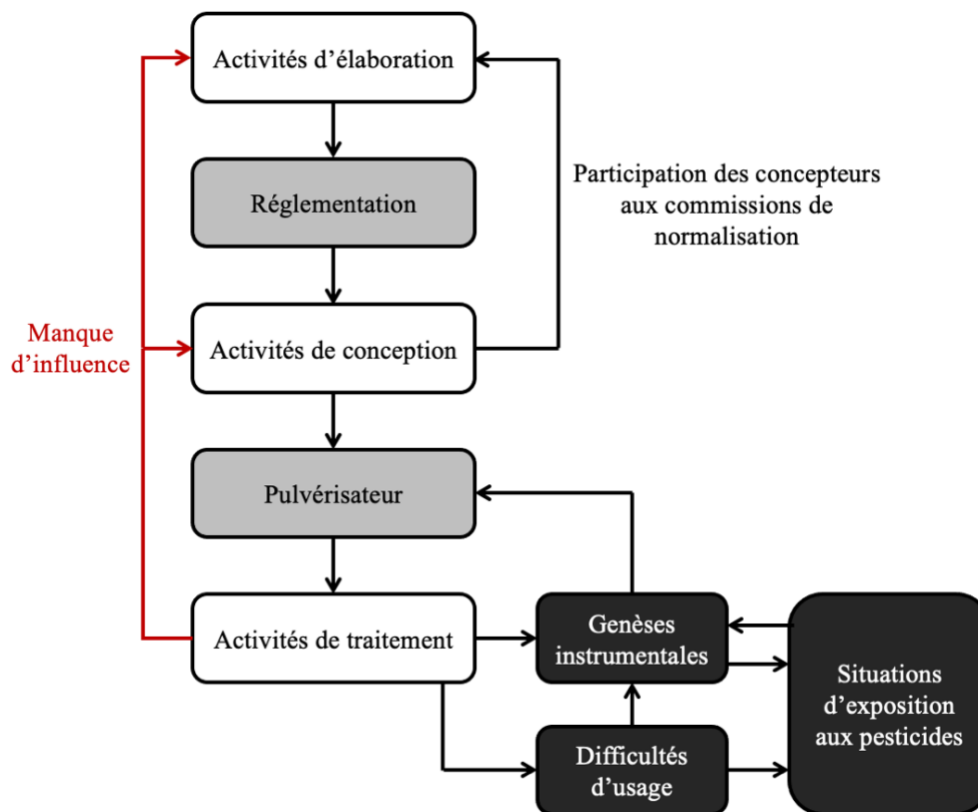 Activités d’élaboration
Réglementation
Participation des concepteurs
aux commissions de
normalisation
Manque
d’influence
Activités de conception
Pulvérisateur
Activités de traitement
Genèses
instrumentales
Situations
d’exposition
aux pesticides
Difficultés
d’usage